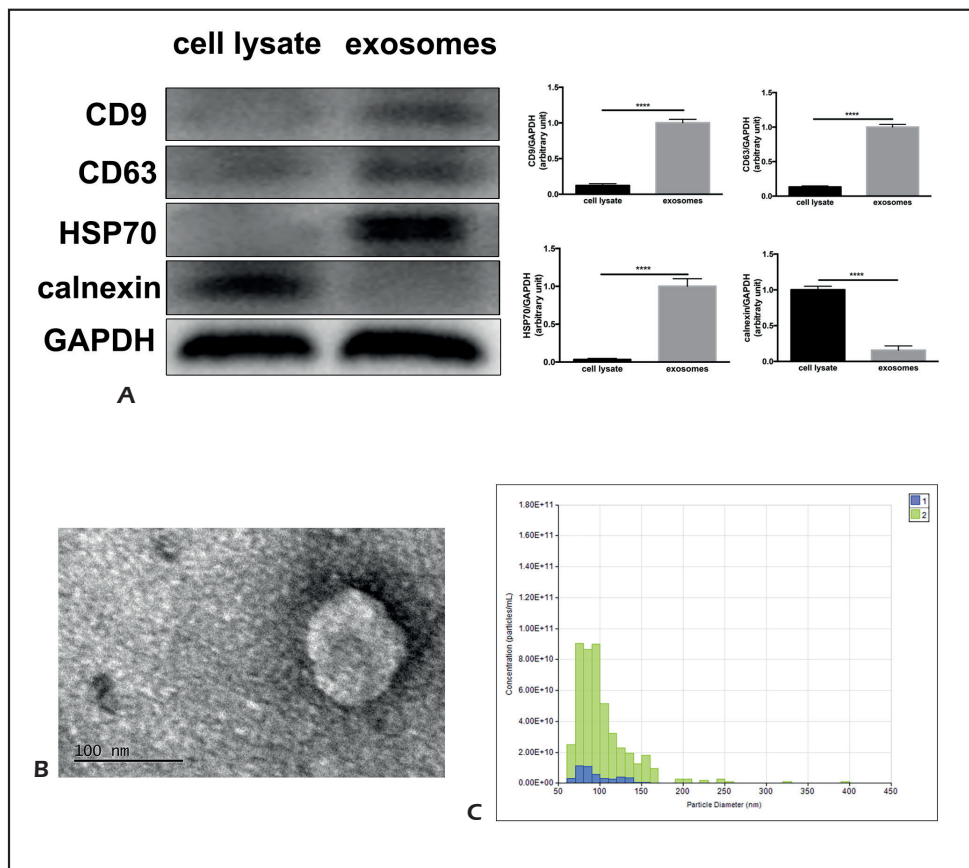 cell lysate exosomes
CD9
CD63
HSP70
calnexin
GAPDH
A
CD9/GAPDH
(arbitraty unit)
1.5
1.0
0.5
0.0
****
cell lysate exosomes
CD63/GAPDH
(arbitraty unit)
1.5
1.0
0.5
0.0
****
cell lysate exosomes
HSP70/GAPDH
(arbitraty unit)
1.5
1.0
0.5
0.0
****
cell lysate exosomes
calnexin/GAPDH
(arbitraty unit)
1.5
1.0
0.5
0.0
****
cell lysate exosomes
100 nm
B
1
2
Concentration (particles/mL)
1.80E+11
1.60E+11
1.40E+11
1.20E+11
1.00E+11
8.00E+10
6.00E+10
4.00E+10
2.00E+10
0.00E+00
50 100 150 200 250 300 350 400 450
Particle Diameter (nm)
C